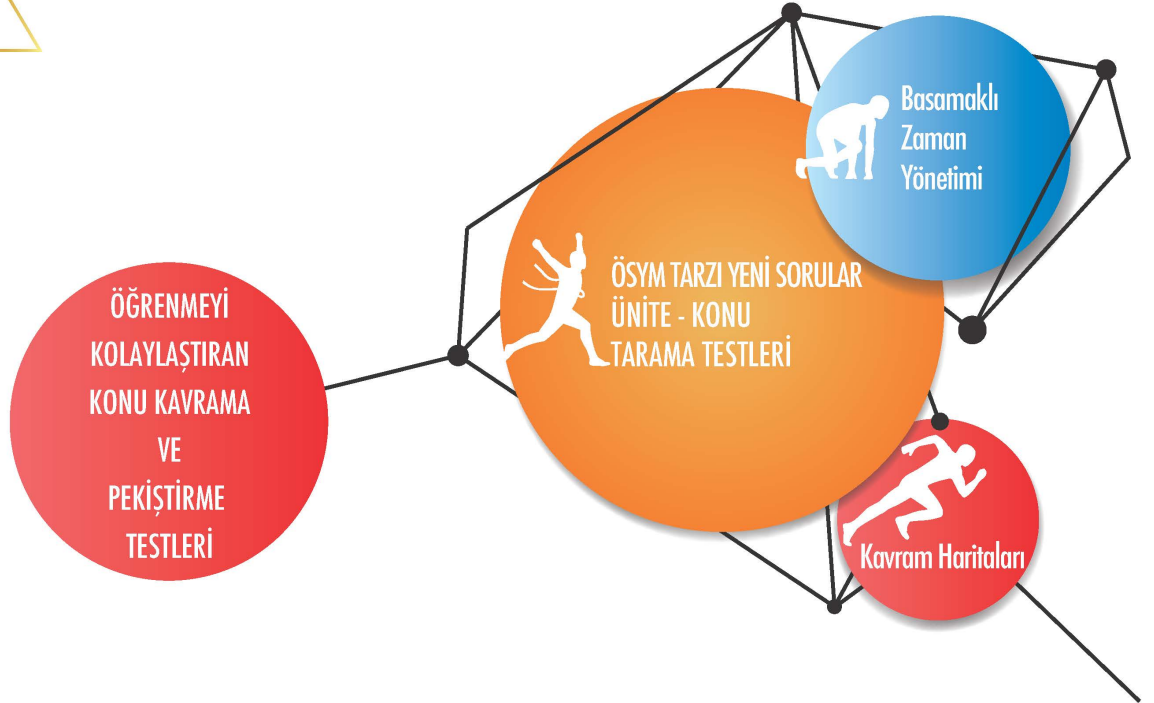 Basamaklı
Zaman
Yönetimi
ÖSYM TARZI YENİ SORULAR
ÜNİTE - KONU
TARAMA TESTLERİ
ÖĞRENMEYİ
KOLAYLAŞTIRAN
KONU KAVRAMA
VE
PEKİŞTİRME
TESTLERİ
Kavram Haritaları